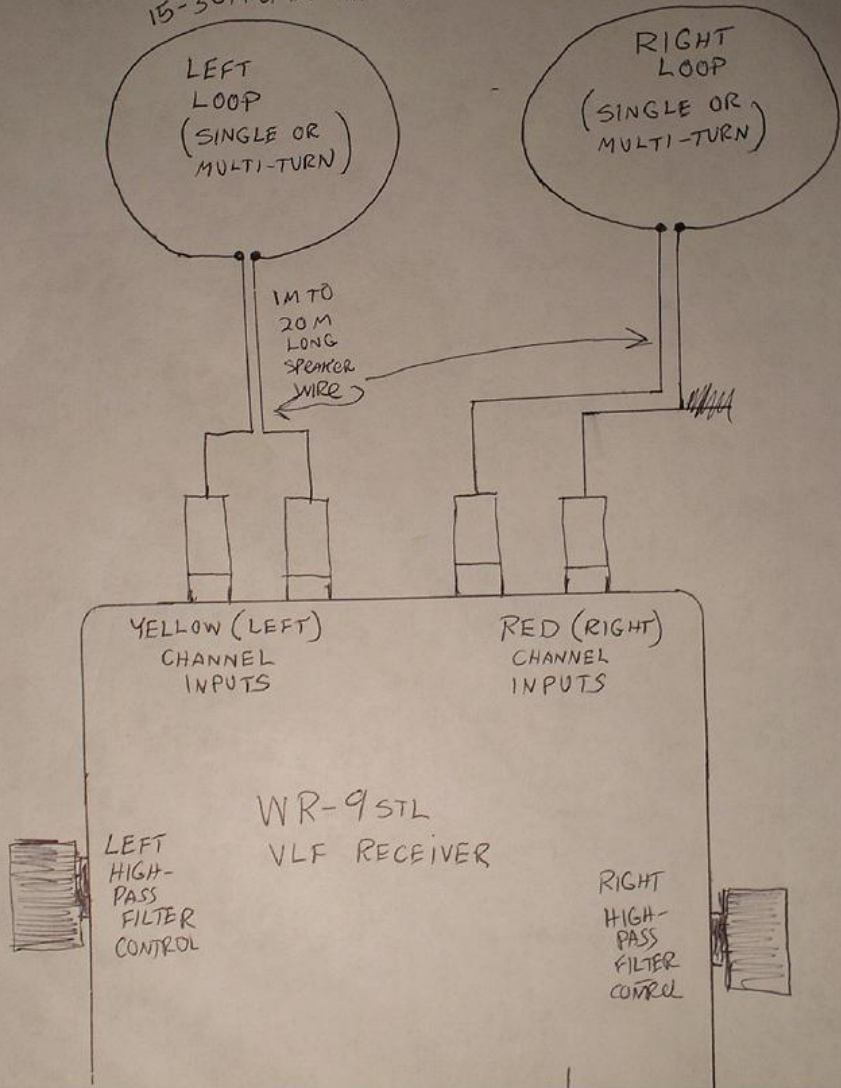 LEFT
LOOP
(SINGLE OR
MULTI-TURN)
RIGHT
LOOP
(SINGLE OR
MULTI-TURN)
1M TO
20M
LONG
SPEAKER
WIRE
YELLOW (LEFT)
CHANNEL
INPUTS
RED (RIGHT)
CHANNEL
INPUTS
WR-9STL
VLF RECEIVER
LEFT
HIGH-
PASS
FILTER
CONTROL
RIGHT
HIGH-
PASS
FILTER
CONTROL